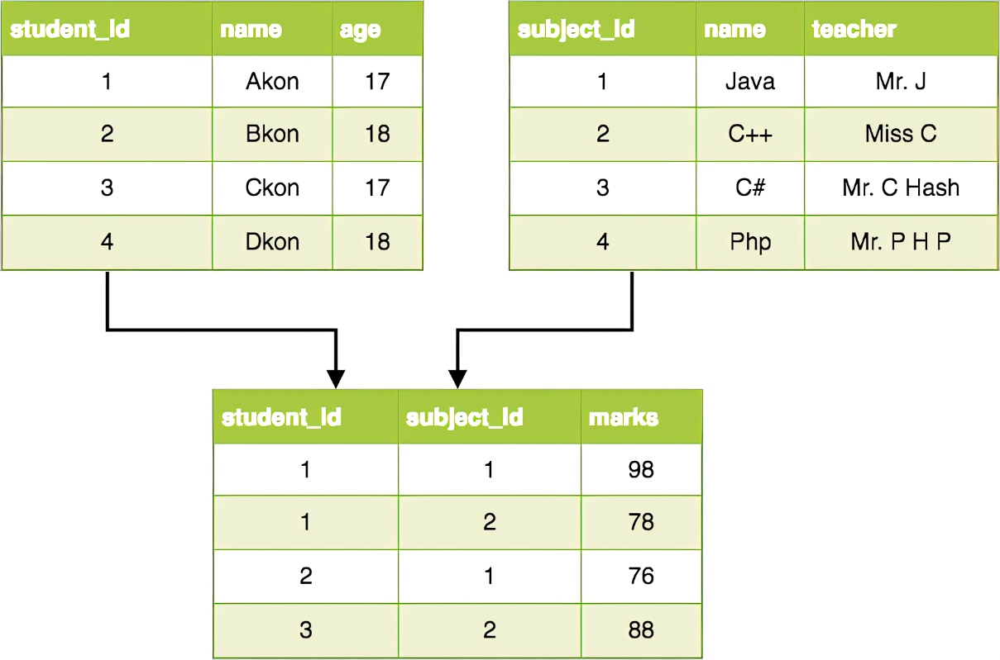 student_id name age
1 Akon 17
2 Bkon 18
3 Ckon 17
4 Dkon 18
subject_id name teacher
1 Java Mr. J
2 C++ Miss C
3 C# Mr. C Hash
4 Php Mr. P H P
student_id subject_id marks
1 1 98
1 2 78
2 1 76
3 2 88